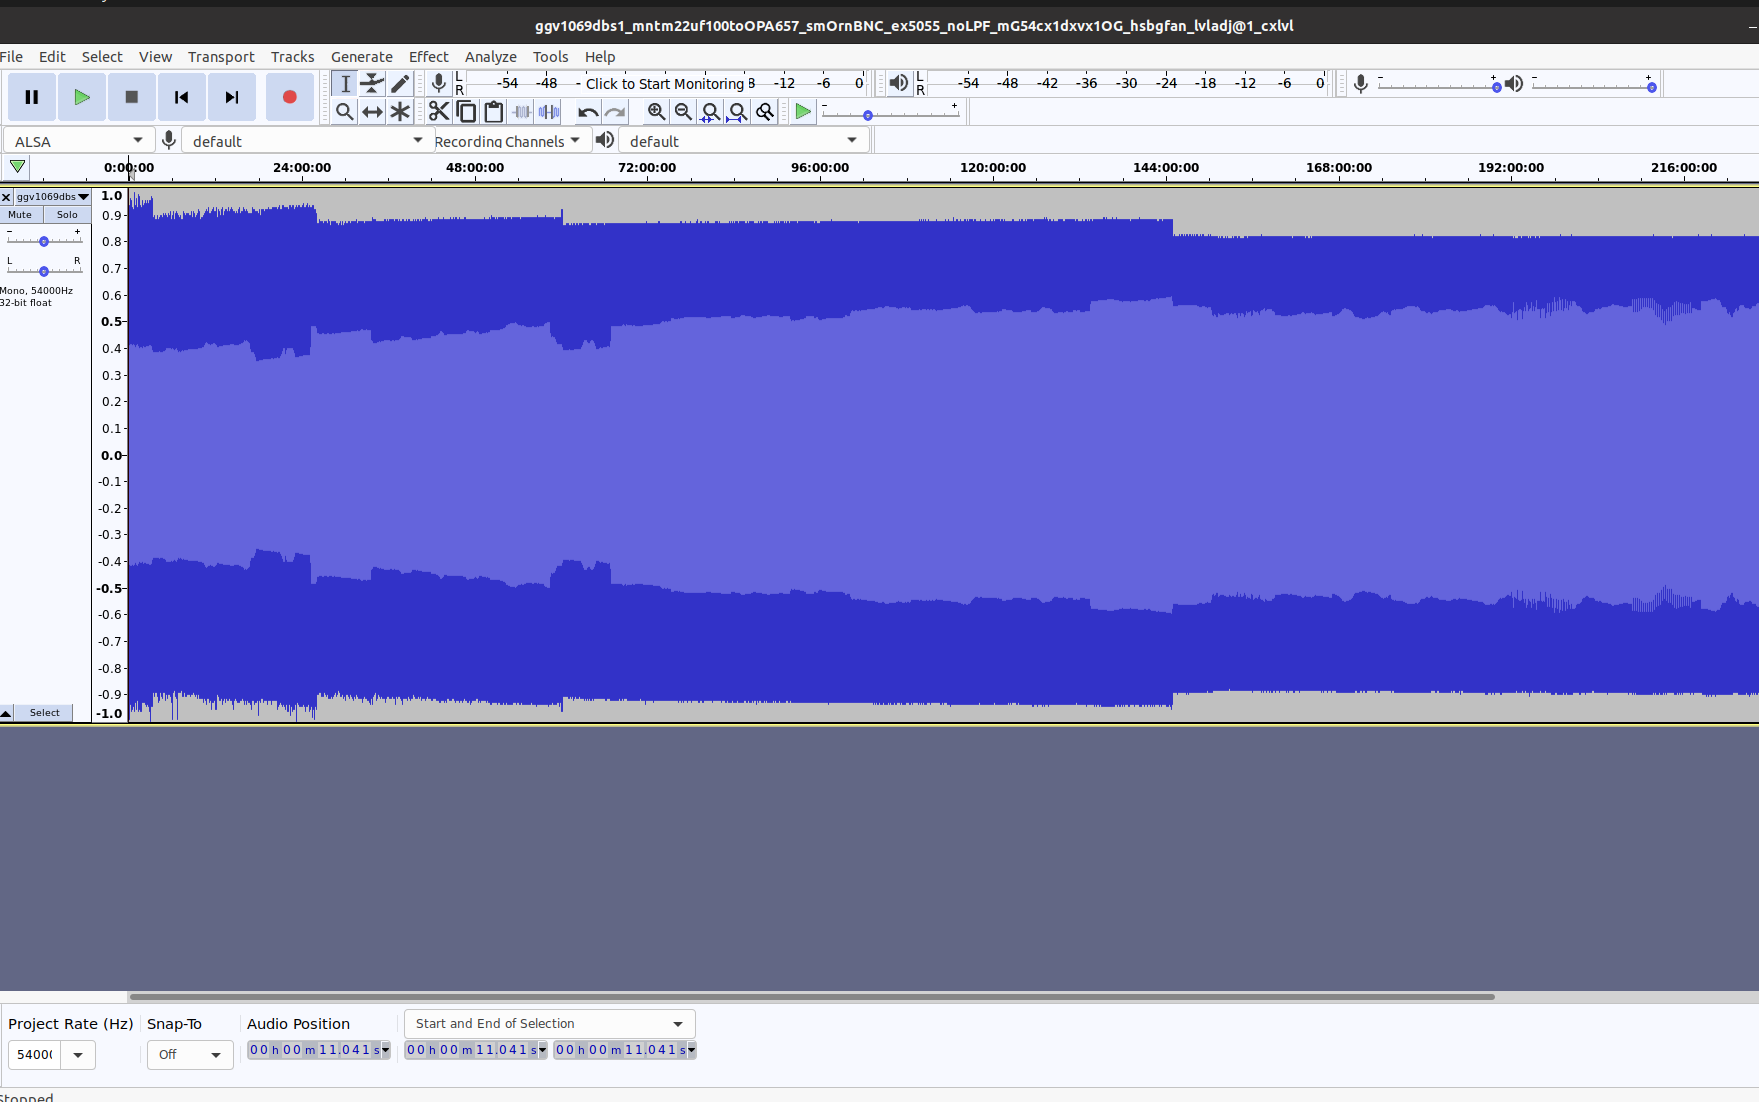 ggv1069dbs1_mntm22uf100toOPA657_smOrnBNC_ex5055_noLPF_mG54cx1dxvx1OG_hsbgfan_lvladj@1_cxlvl
File Edit Select View Transport Tracks Generate Effect Analyze Tools Help
L -54 -48 - Click to Start Monitoring 8 -12 -6 0 L -54 -48 -42 -36 -30 -24 -18 -12 -6 0 - + - +
R R
- +
ALSA default Recording Channels default
0:00:00 24:00:00 48:00:00 72:00:00 96:00:00 120:00:00 144:00:00 168:00:00 192:00:00 216:00:00
x ggv1069dbs
Mute Solo
- +
L R
Mono, 54000Hz
32-bit float
Select
1.0
0.9
0.8
0.7
0.6
0.5
0.4
0.3
0.2
0.1
0.0
-0.1
-0.2
-0.3
-0.4
-0.5
-0.6
-0.7
-0.8
-0.9
-1.0
Project Rate (Hz) Snap-To Audio Position Start and End of Selection
5400 Off 00 h 00 m 11.041 s 00 h 00 m 11.041 s 00 h 00 m 11.041 s
Stopped